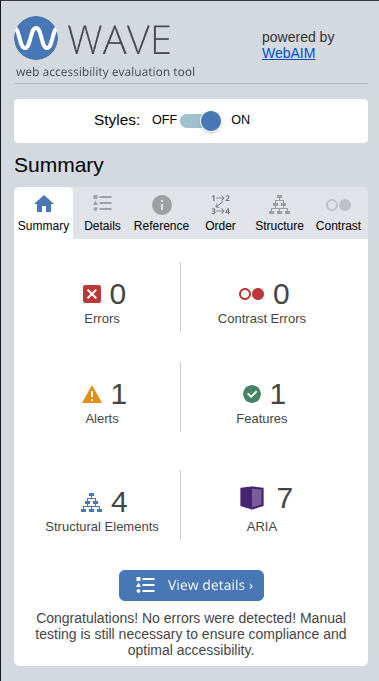 WAVE
web accessibility evaluation tool
powered by
WebAIM
Styles: OFF ON
Summary
Summary Details Reference Order Structure Contrast
0
Errors
0
Contrast Errors
1
Alerts
1
Features
4
Structural Elements
7
ARIA
View details ›
Congratulations! No errors were detected! Manual
testing is still necessary to ensure compliance and
optimal accessibility.